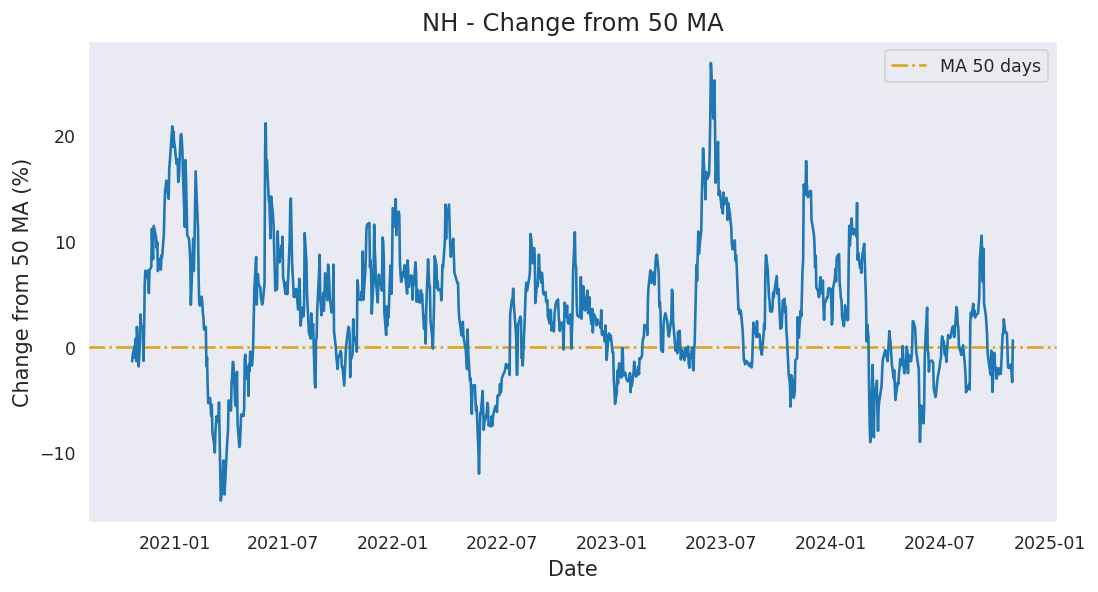 NH - Change from 50 MA
MA 50 days
Change from 50 MA (%)
20
10
0
−10
2021-01 2021-07 2022-01 2022-07 2023-01 2023-07 2024-01 2024-07 2025-01
Date